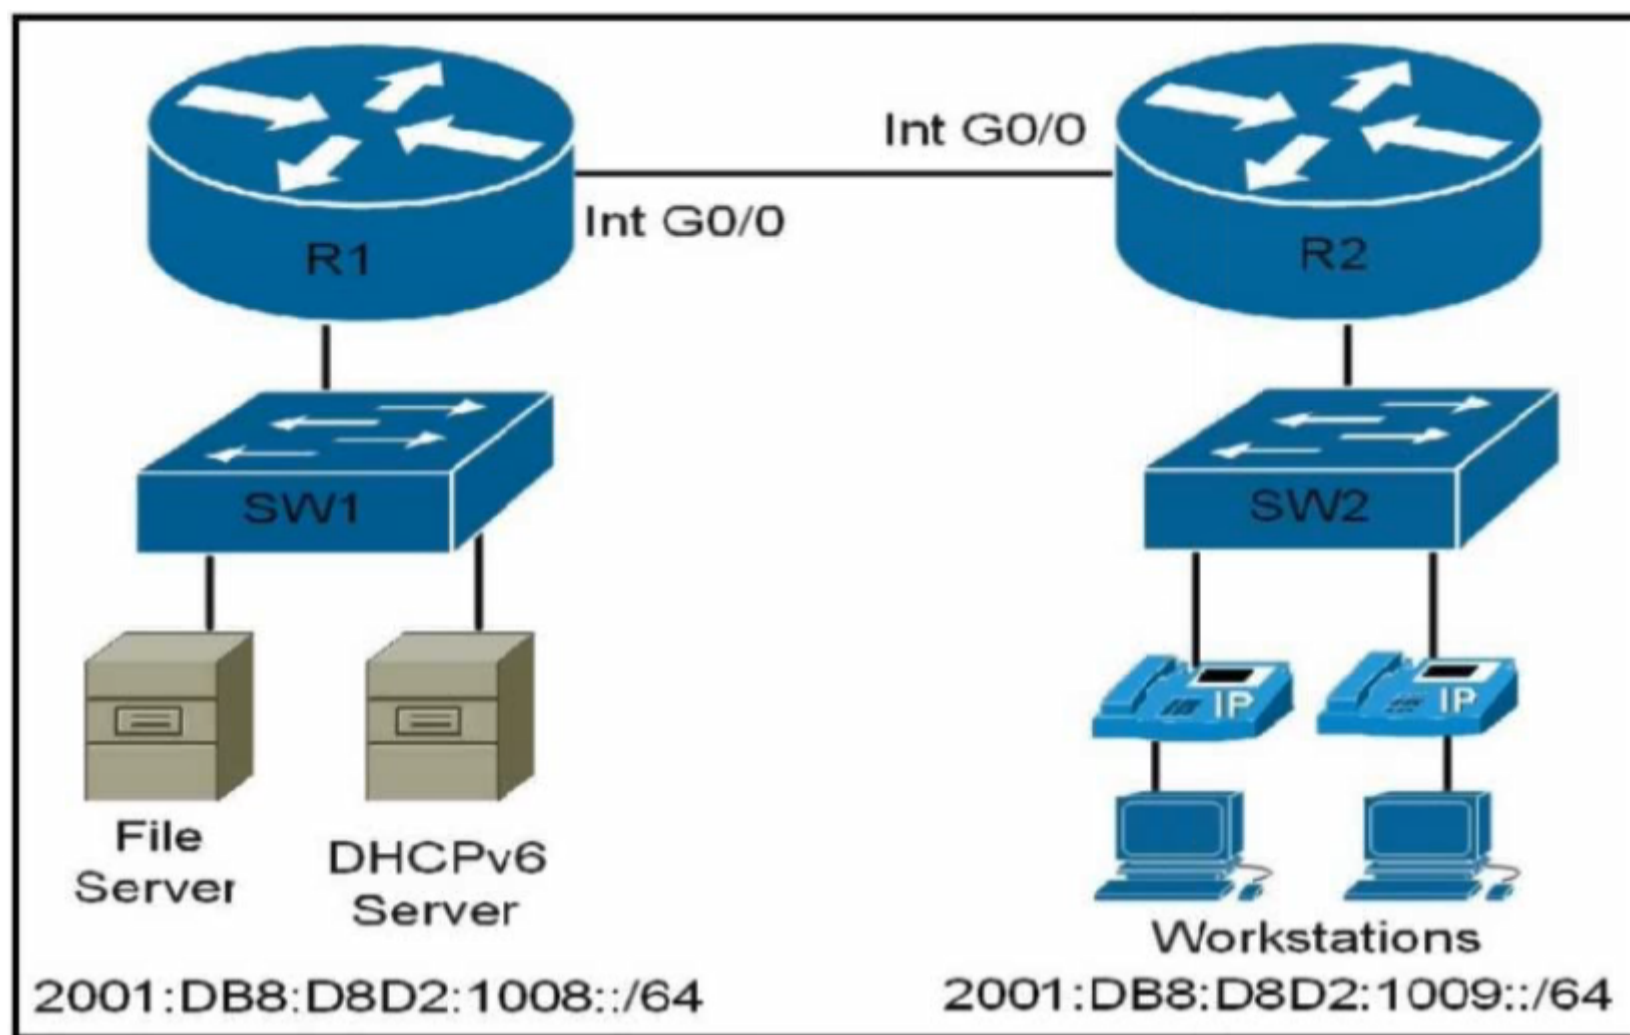 Int G0/0
Int G0/0
R1
R2
SW1
SW2
IP
IP
File
Server
DHCPv6
Server
Workstations
2001:DB8:D8D2:1008::/64
2001:DB8:D8D2:1009::/64